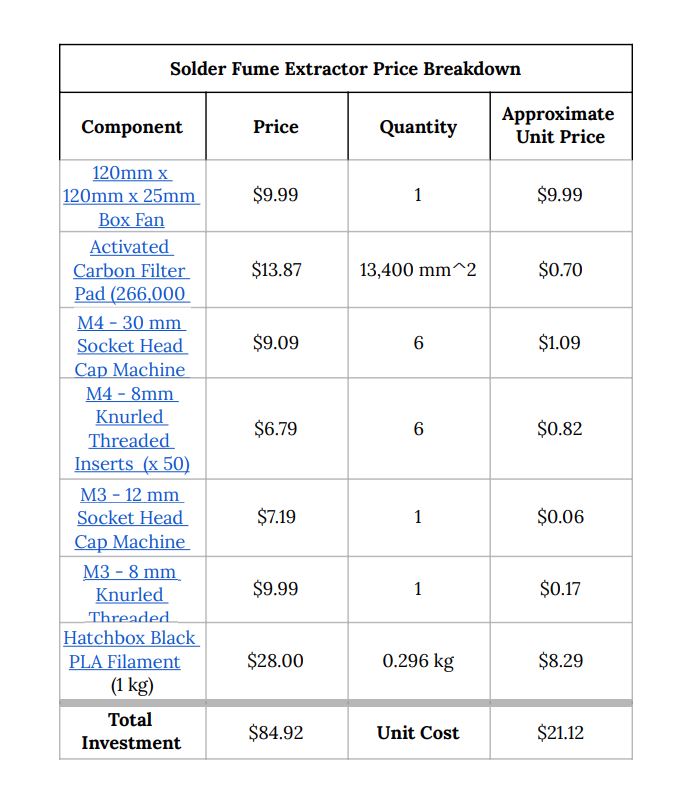 Solder Fume Extractor Price Breakdown
Component Price Quantity Approximate
Unit Price
120mm x
120mm x 25mm
Box Fan
$9.99 1 $9.99
Activated
Carbon Filter
Pad (266,000
$13.87 13,400 mm^2 $0.70
M4 - 30 mm
Socket Head
Cap Machine
$9.09 6 $1.09
M4 - 8mm
Knurled
Threaded
Inserts (x 50)
$6.79 6 $0.82
M3 - 12 mm
Socket Head
Cap Machine
$7.19 1 $0.06
M3 - 8 mm
Knurled
Threaded
$9.99 1 $0.17
Hatchbox Black
PLA Filament
(1 kg)
$28.00 0.296 kg $8.29
Total
Investment
$84.92 Unit Cost $21.12